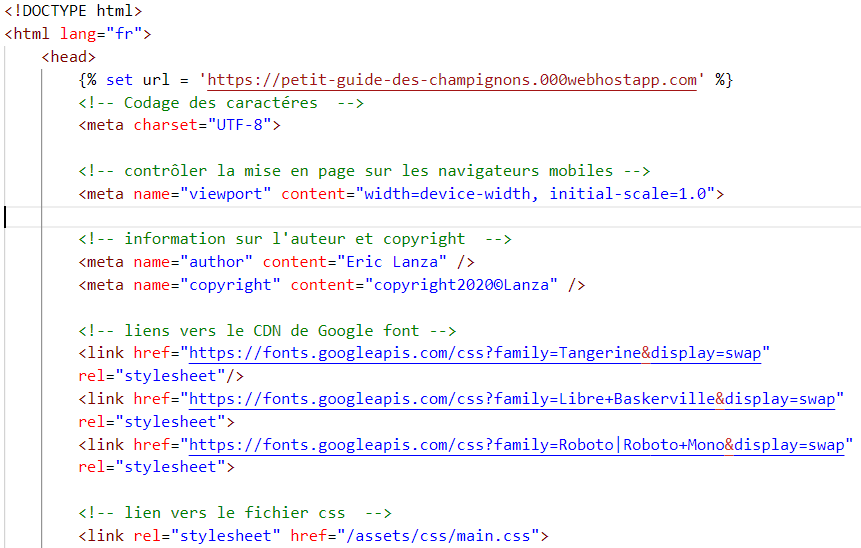 <!DOCTYPE html>
<html lang="fr">
<head>
{% set url = 'https://petit-guide-des-champignons.000webhostapp.com' %}
<!-- Codage des caractéres  -->
<meta charset="UTF-8">
<!-- contrôler la mise en page sur les navigateurs mobiles -->
<meta name="viewport" content="width=device-width, initial-scale=1.0">
<!-- information sur l'auteur et copyright  -->
<meta name="author" content="Eric Lanza" />
<meta name="copyright" content="copyright2020©Lanza" />
<!-- liens vers le CDN de Google font -->
<link href="https://fonts.googleapis.com/css?family=Tangerine&display=swap"
rel="stylesheet"/>
<link href="https://fonts.googleapis.com/css?family=Libre+Baskerville&display=swap"
rel="stylesheet">
<link href="https://fonts.googleapis.com/css?family=Roboto|Roboto+Mono&display=swap"
rel="stylesheet">
<!-- lien vers le fichier css  -->
<link rel="stylesheet" href="/assets/css/main.css">